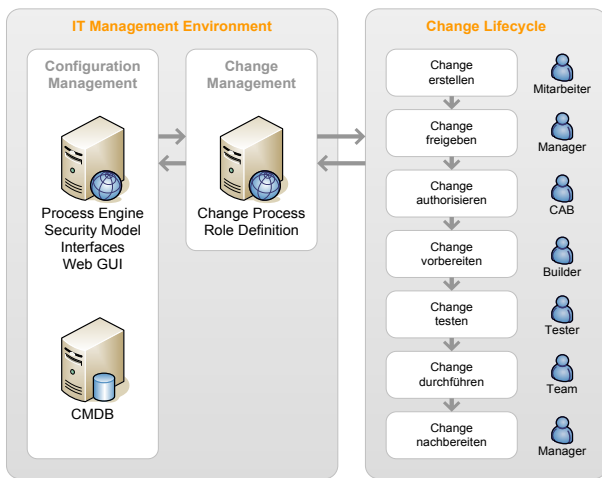 IT Management Environment
Configuration
Management
Process Engine
Security Model
Interfaces
Web GUI
CMDB
Change
Management
Change Process
Role Definition
Change Lifecycle
Change
erstellen
Mitarbeiter
Change
freigeben
Manager
Change
authorisieren
CAB
Change
vorbereiten
Builder
Change
testen
Tester
Change
durchführen
Team
Change
nachbereiten
Manager